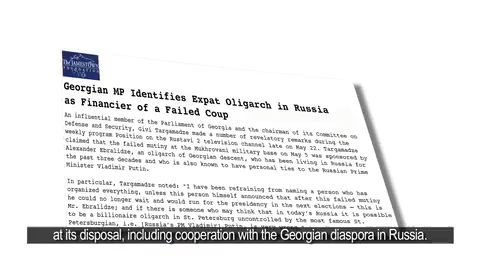 THE JAMESTOWN
FOUNDATION
Georgian MP Identifies Expat Oligarch in Russia
as Financier of a Failed Coup
An influential member of the Parliament of Georgia and the chairman of its Committee on
Defense and Security, Givi Targamadze made a number of revelatory remarks during the
weekly program Position on the Rustavi 2 television channel late on May 22. Targamadze
claimed that the failed mutiny at the Mukhrovani military base on May 5 was sponsored by
Alexander Ebralidze, an oligarch of Georgian descent, who has been living in Russia for
the past three decades and who is also known to have personal ties to the Russian Prime
Minister Vladimir Putin.
In particular, Targamadze noted: "I have been refraining from naming a person who has
organized everything, unless this person himself announced that after this failed mutiny
he could no longer wait and would run for the presidency in the next elections – this is
Mr. Ebralidze; and if there is someone who may think that in today's Russia it is possible
to be a billionaire oligarch in St. Petersburg uncontrolled by the most famous St.
Petersburgian, i.e. [Russia's PM Vladimir] Putin,
at its disposal, including cooperation with the Georgian diaspora in Russia.